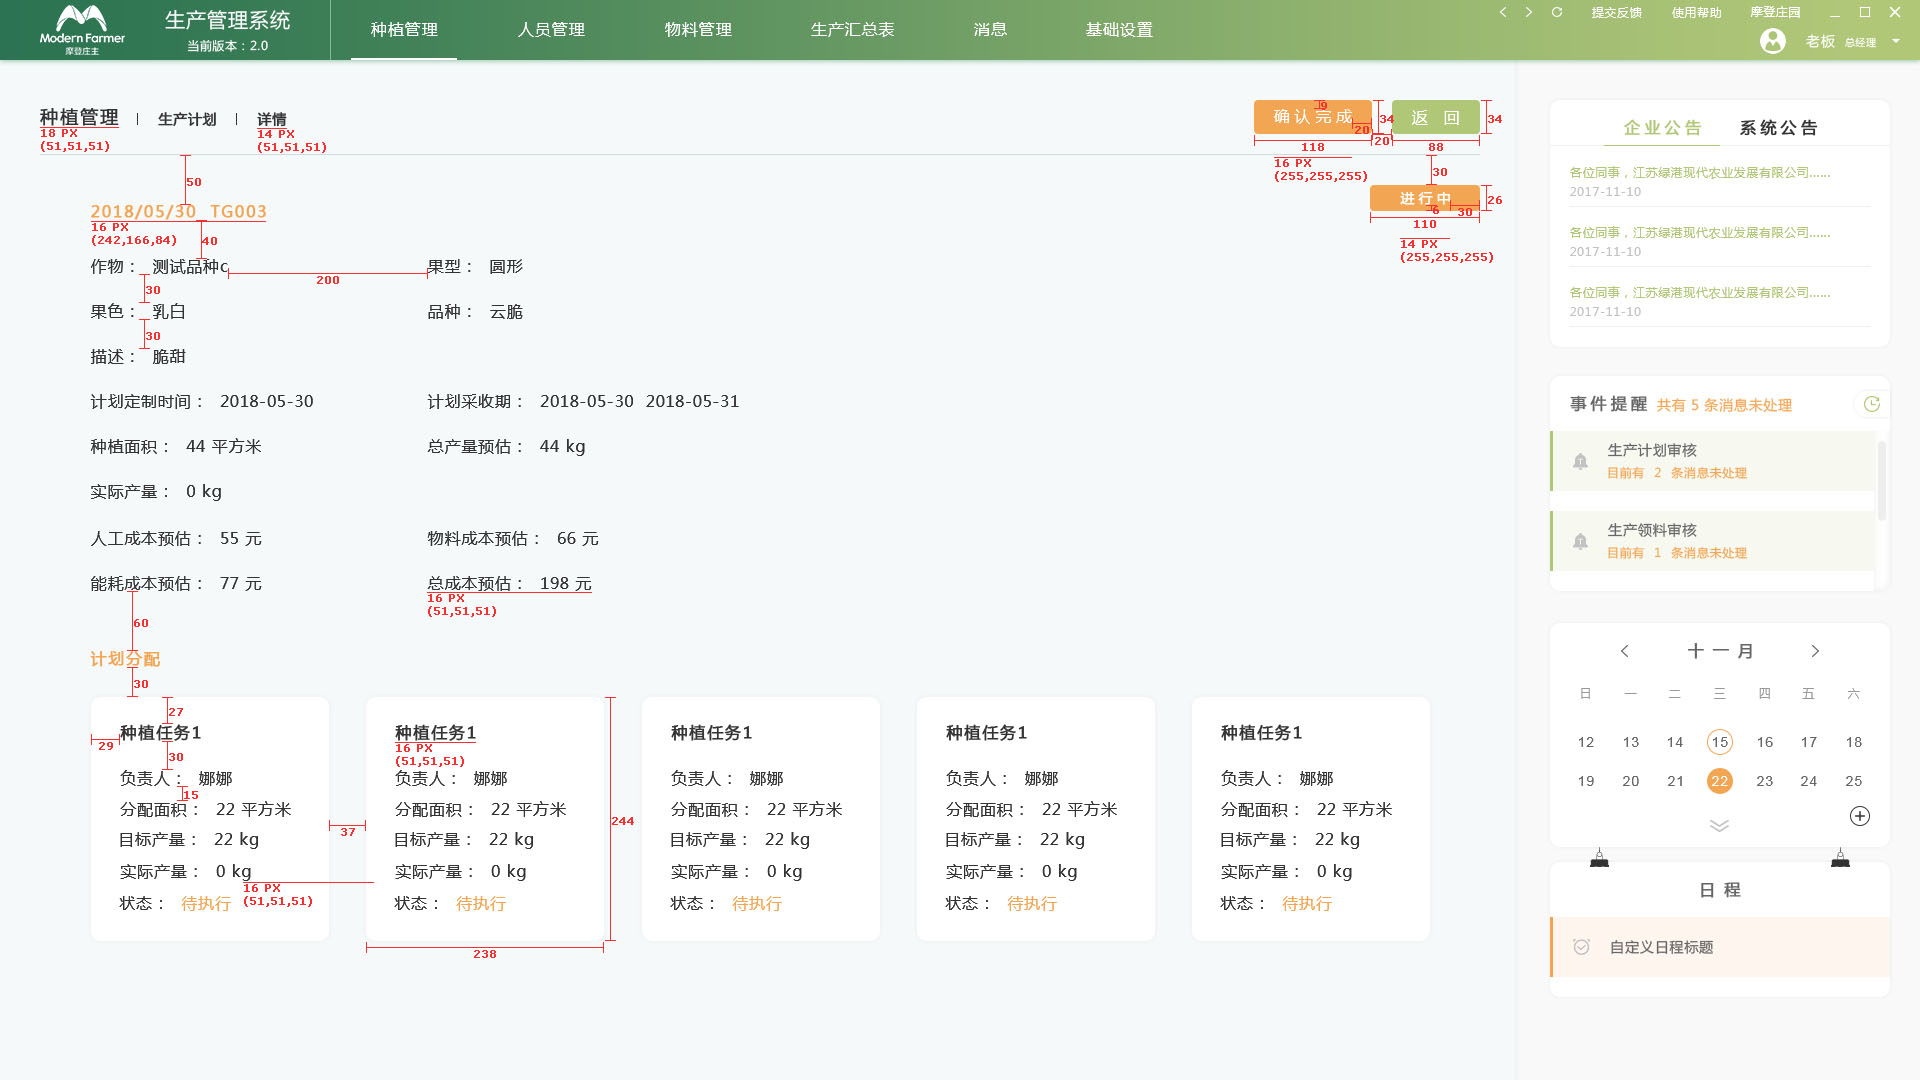 Modern Farmer
摩登庄主
生产管理系统
当前版本：2.0
种植管理
人员管理
物料管理
生产汇总表
消息
基础设置
提交反馈
使用帮助
摩登庄园
老板 总经理
种植管理 | 生产计划 | 详情
18 PX
(51,51,51)
14 PX
(51,51,51)
确认完成
返 回
9
20
34
20
34
118
88
16 PX
(255,255,255)
30
进行中
6
30
26
110
14 PX
(255,255,255)
50
2018/05/30 TG003
16 PX
(242,166,84)
40
作物： 测试品种c
200
果型： 圆形
30
果色： 乳白
品种： 云脆
30
描述： 脆甜
计划定制时间： 2018-05-30
计划采收期： 2018-05-30 2018-05-31
种植面积： 44 平方米
总产量预估： 44 kg
实际产量： 0 kg
人工成本预估： 55 元
物料成本预估： 66 元
能耗成本预估： 77 元
总成本预估： 198 元
16 PX
(51,51,51)
60
计划分配
30
27
29
种植任务1
30
负责人： 娜娜
15
分配面积： 22 平方米
目标产量： 22 kg
实际产量： 0 kg
16 PX
(51,51,51)
状态： 待执行
37
种植任务1
16 PX
(51,51,51)
负责人： 娜娜
分配面积： 22 平方米
目标产量： 22 kg
实际产量： 0 kg
状态： 待执行
244
238
种植任务1
负责人： 娜娜
分配面积： 22 平方米
目标产量： 22 kg
实际产量： 0 kg
状态： 待执行
种植任务1
负责人： 娜娜
分配面积： 22 平方米
目标产量： 22 kg
实际产量： 0 kg
状态： 待执行
种植任务1
负责人： 娜娜
分配面积： 22 平方米
目标产量： 22 kg
实际产量： 0 kg
状态： 待执行
企业公告 系统公告
各位同事，江苏绿港现代农业发展有限公司......
2017-11-10
各位同事，江苏绿港现代农业发展有限公司......
2017-11-10
各位同事，江苏绿港现代农业发展有限公司......
2017-11-10
事件提醒 共有 5 条消息未处理
生产计划审核
目前有 2 条消息未处理
生产领料审核
目前有 1 条消息未处理
十一月
日 一 二 三 四 五 六
12 13 14 15 16 17 18
19 20 21 22 23 24 25
日 程
自定义日程标题